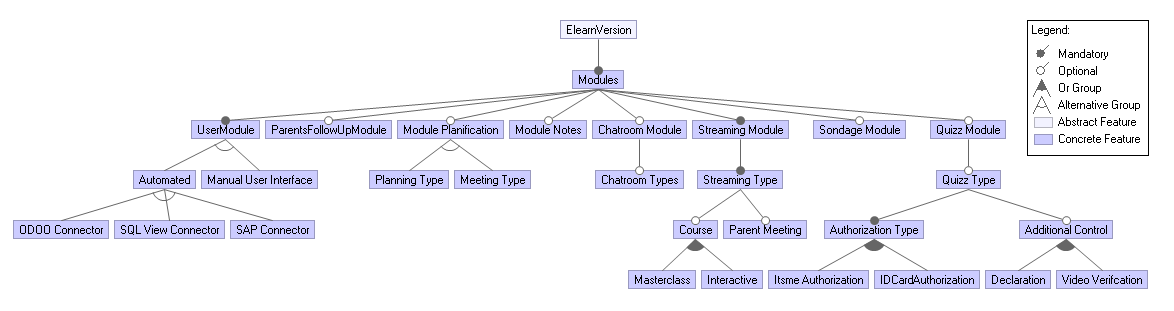 ElearnVersion
Legend:
Mandatory
Optional
Or Group
Alternative Group
Abstract Feature
Concrete Feature
Modules
UserModule
ParentsFollowUpModule
Module Planification
Module Notes
Chatroom Module
Streaming Module
Sondage Module
Quizz Module
Automated
Manual User Interface
Planning Type
Meeting Type
Chatroom Types
Streaming Type
Quizz Type
ODOO Connector
SQL View Connector
SAP Connector
Course
Parent Meeting
Authorization Type
Additional Control
Masterclass
Interactive
Itsme Authorization
IDCardAuthorization
Declaration
Video Verifcation